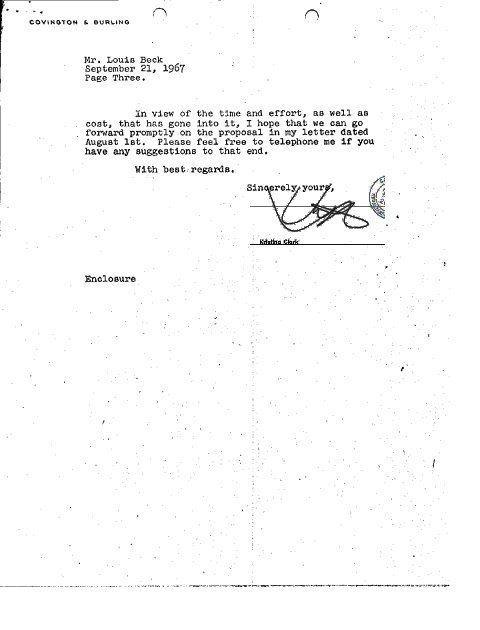 COVINGTON & BURLING
Mr. Louis Beck
September 21, 1967
Page Three.
In view of the time and effort, as well as
cost, that has gone into it, I hope that we can go
forward promptly on the proposal in my letter dated
August 1st. Please feel free to telephone me if you
have any suggestions to that end.
With best regards.
Sincerely yours,
Kristina Clark
Enclosure